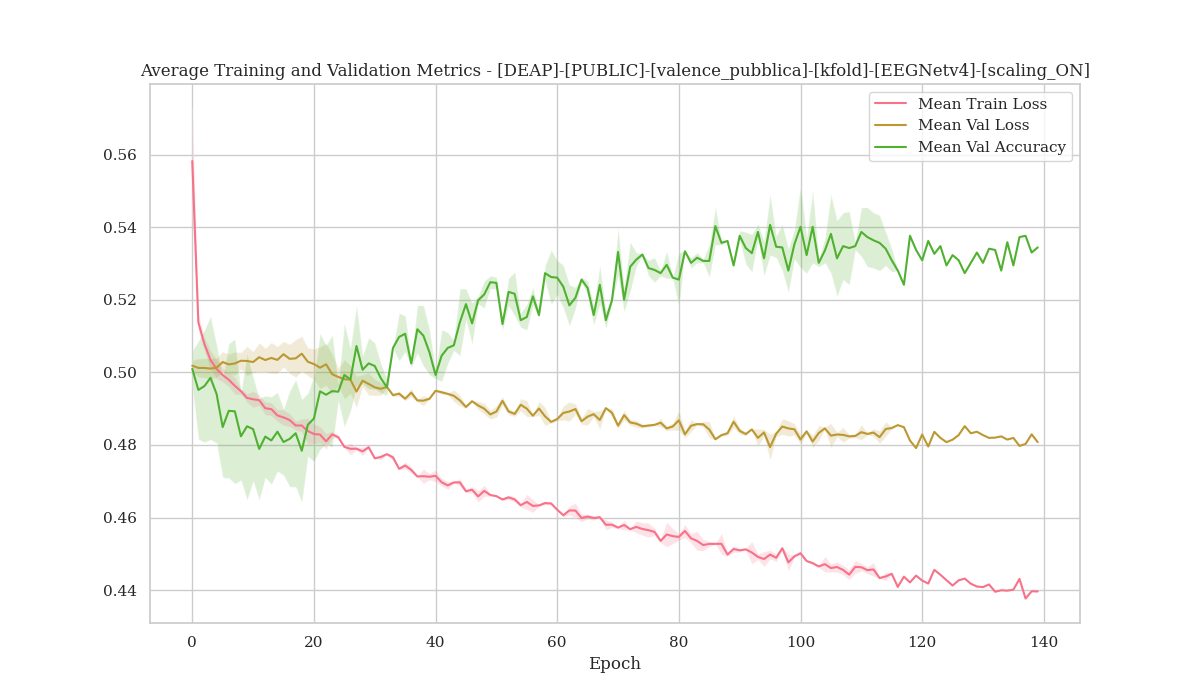 Average Training and Validation Metrics - [DEAP]-[PUBLIC]-[valence_pubblica]-[kfold]-[EEGNetv4]-[scaling_ON]
Mean Train Loss
Mean Val Loss
Mean Val Accuracy
0.56
0.54
0.52
0.50
0.48
0.46
0.44
0 20 40 60 80 100 120 140
Epoch